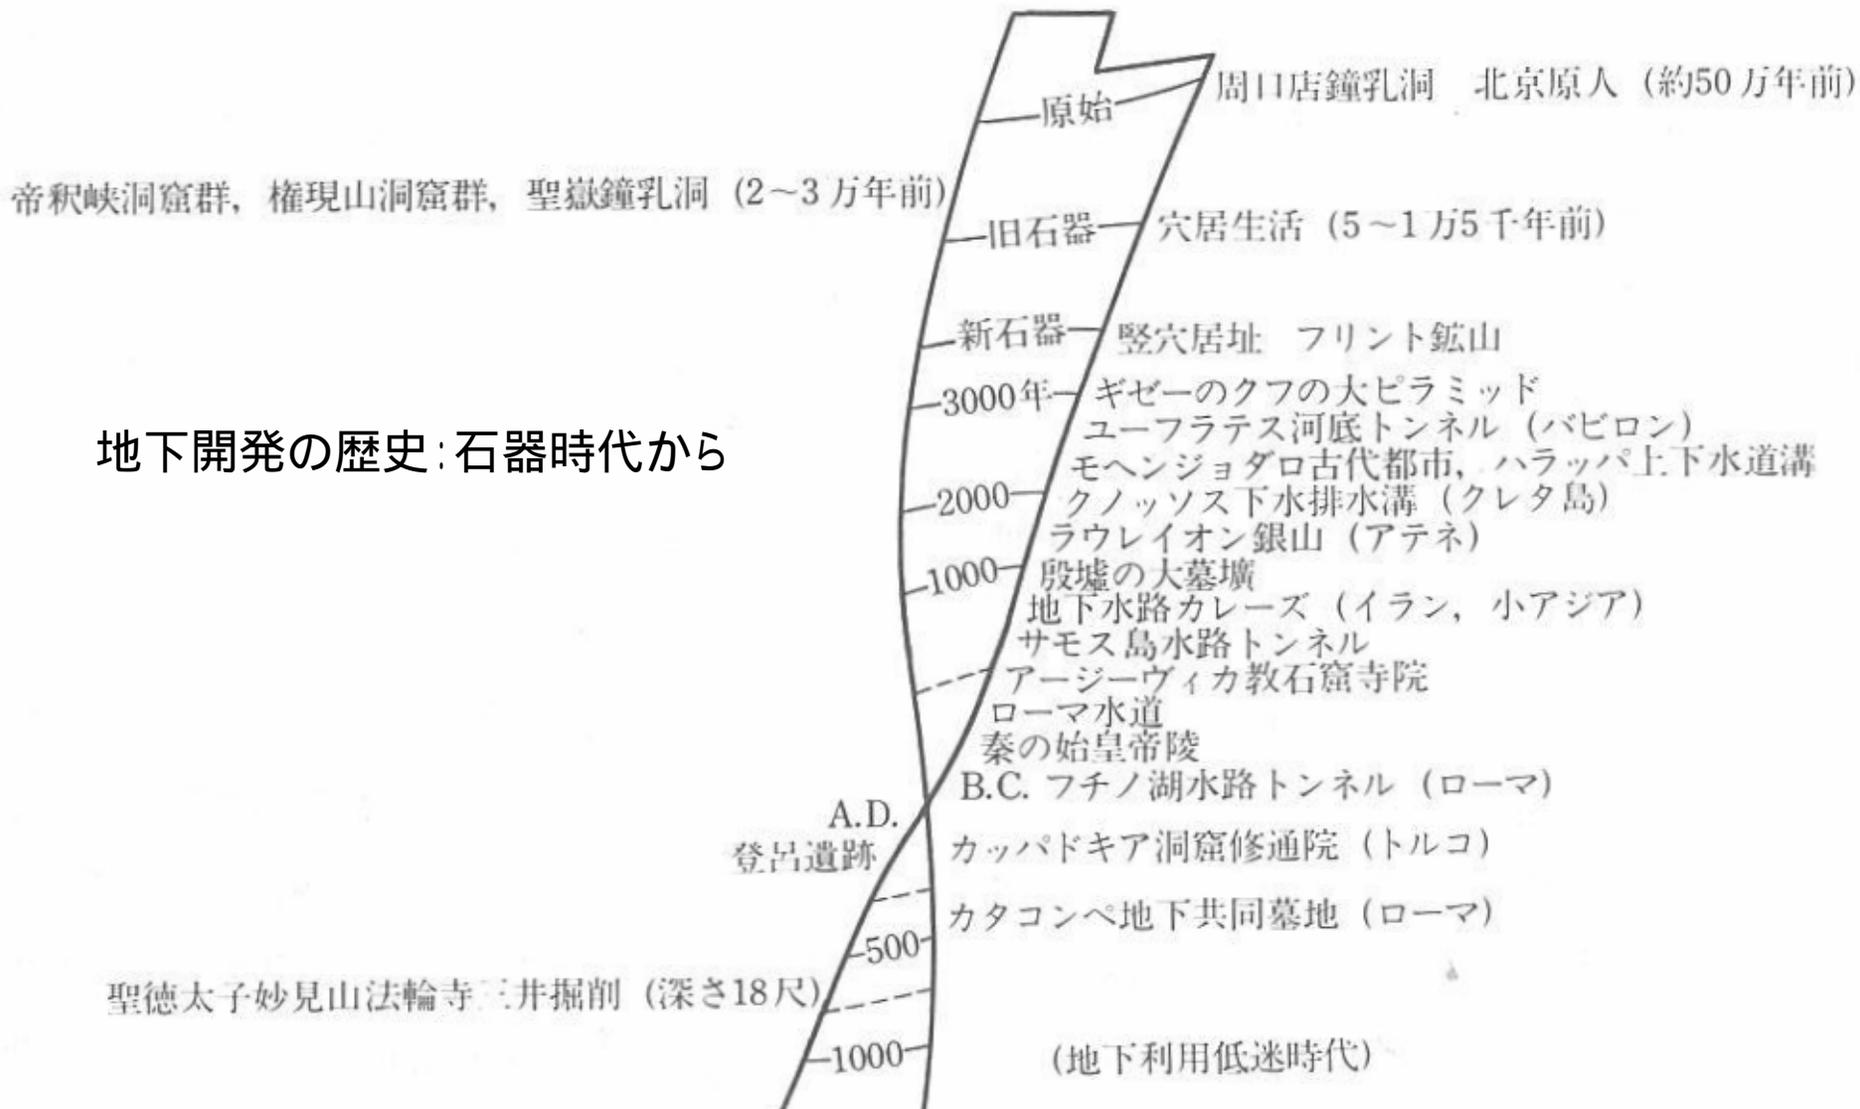 周口店鐘乳洞 北京原人 (約50万年前)
原始
帝釈峡洞窟群, 権現山洞窟群, 聖嶽鐘乳洞 (2～3万年前)
旧石器
穴居生活 (5～1万5千年前)
新石器
竪穴居址 フリント鉱山
3000年
ギゼーのクフの大ピラミッド
ユーフラテス河底トンネル (バビロン)
地下開発の歴史:石器時代から
モヘンジョダロ古代都市, ハラッパ上下水道溝
2000
クノッソス下水排水溝 (クレタ島)
ラウレイオン銀山 (アテネ)
1000
殷墟の大墓壙
地下水路カレーズ (イラン, 小アジア)
サモス島水路トンネル
アージーヴィカ教石窟寺院
ローマ水道
秦の始皇帝陵
B.C. フチノ湖水路トンネル (ローマ)
A.D.
登呂遺跡
カッパドキア洞窟修通院 (トルコ)
カタコンペ地下共同墓地 (ローマ)
500
聖徳太子妙見山法輪寺三井掘削 (深さ18尺)
1000
(地下利用低迷時代)